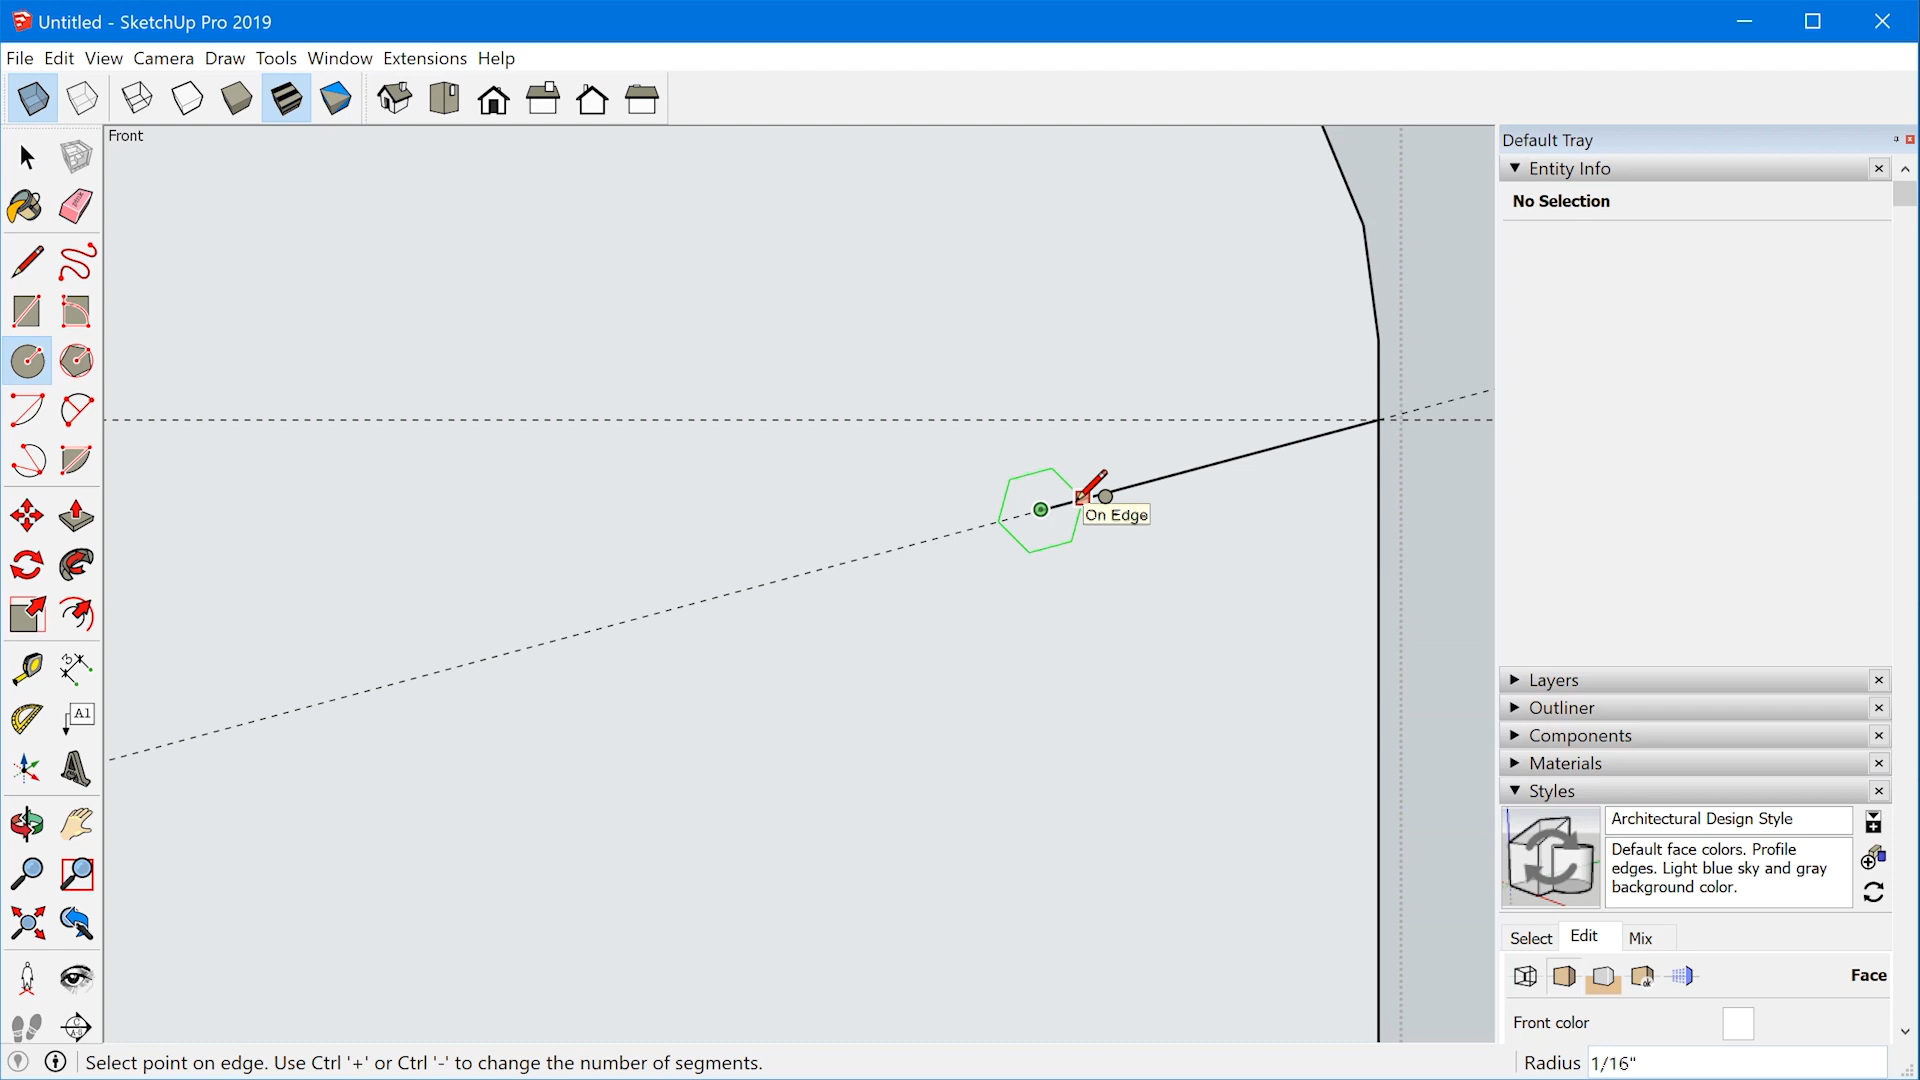 Untitled - SketchUp Pro 2019
File Edit View Camera Draw Tools Window Extensions Help
Front
Default Tray
Entity Info
No Selection
A1
On Edge
Layers
Outliner
Components
Materials
Styles
Architectural Design Style
Default face colors. Profile
edges. Light blue sky and gray
background color.
Select Edit Mix
Face
Front color
Select point on edge. Use Ctrl '+' or Ctrl '-' to change the number of segments.
Radius 1/16"